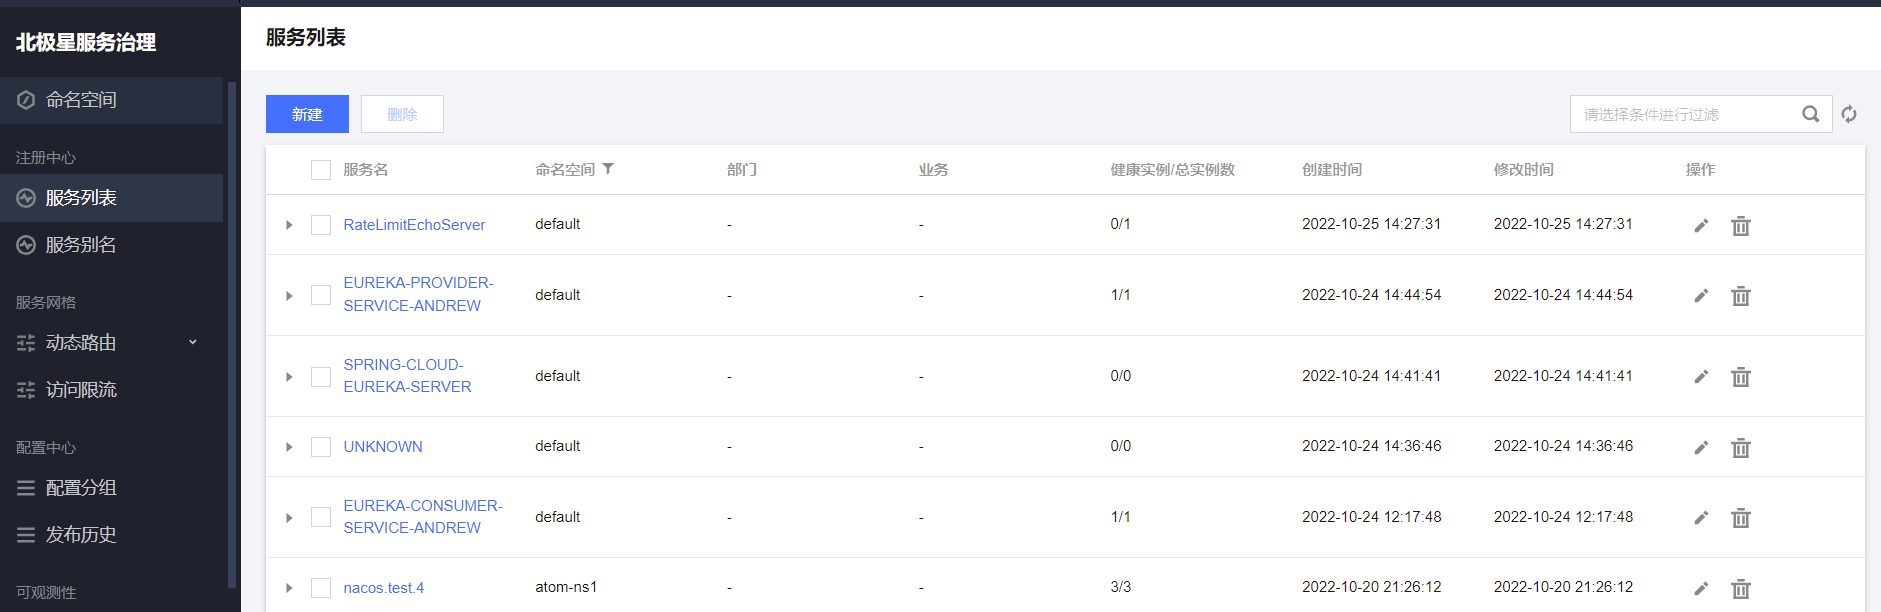 北极星服务治理
命名空间
注册中心
服务列表
服务别名
服务网格
动态路由
访问限流
配置中心
配置分组
发布历史
可观测性
服务列表
新建 删除 请选择条件进行过滤
服务名 命名空间 部门 业务 健康实例/总实例数 创建时间 修改时间 操作
RateLimitEchoServer default - - 0/1 2022-10-25 14:27:31 2022-10-25 14:27:31
EUREKA-PROVIDER-
SERVICE-ANDREW default - - 1/1 2022-10-24 14:44:54 2022-10-24 14:44:54
SPRING-CLOUD-
EUREKA-SERVER default - - 0/0 2022-10-24 14:41:41 2022-10-24 14:41:41
UNKNOWN default - - 0/0 2022-10-24 14:36:46 2022-10-24 14:36:46
EUREKA-CONSUMER-
SERVICE-ANDREW default - - 1/1 2022-10-24 12:17:48 2022-10-24 12:17:48
nacos.test.4 atom-ns1 - - 3/3 2022-10-20 21:26:12 2022-10-20 21:26:12